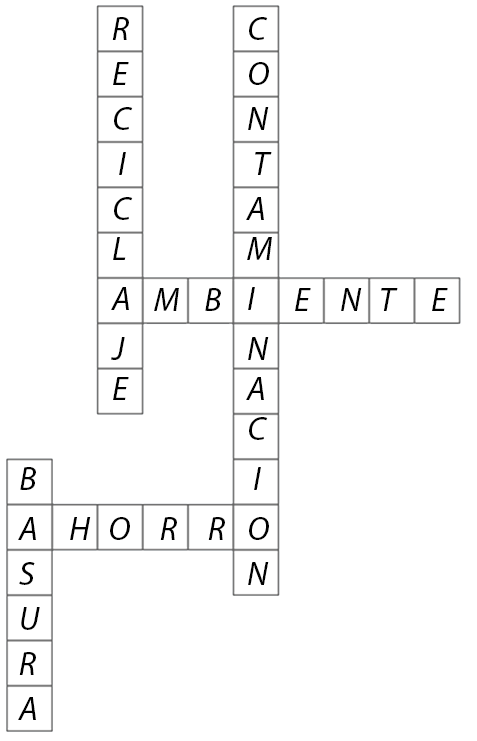 RECICLAJE
CONTAMINACION
AMBIENTE
BASURA
AHORRO